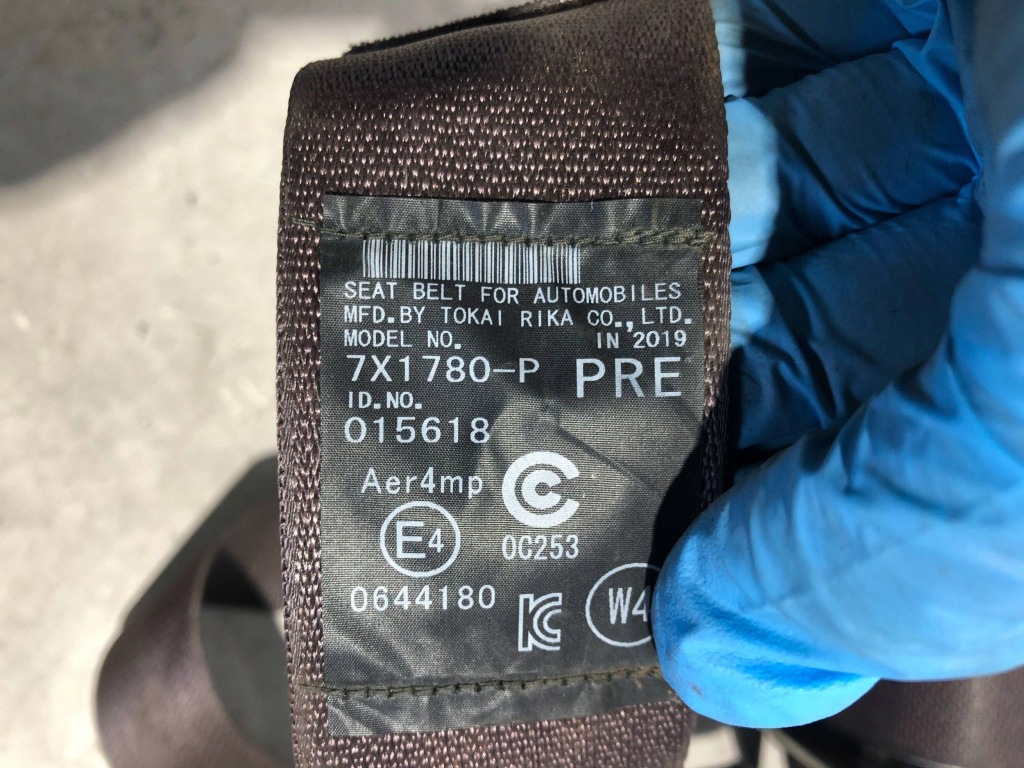 SEAT BELT FOR AUTOMOBILES
MFD.BY TOKAI RIKA CO.,LTD.
MODEL NO. IN 2019
7X1780-P PRE
ID.NO.
015618
Aer4mp
E4
0C253
0644180
W4